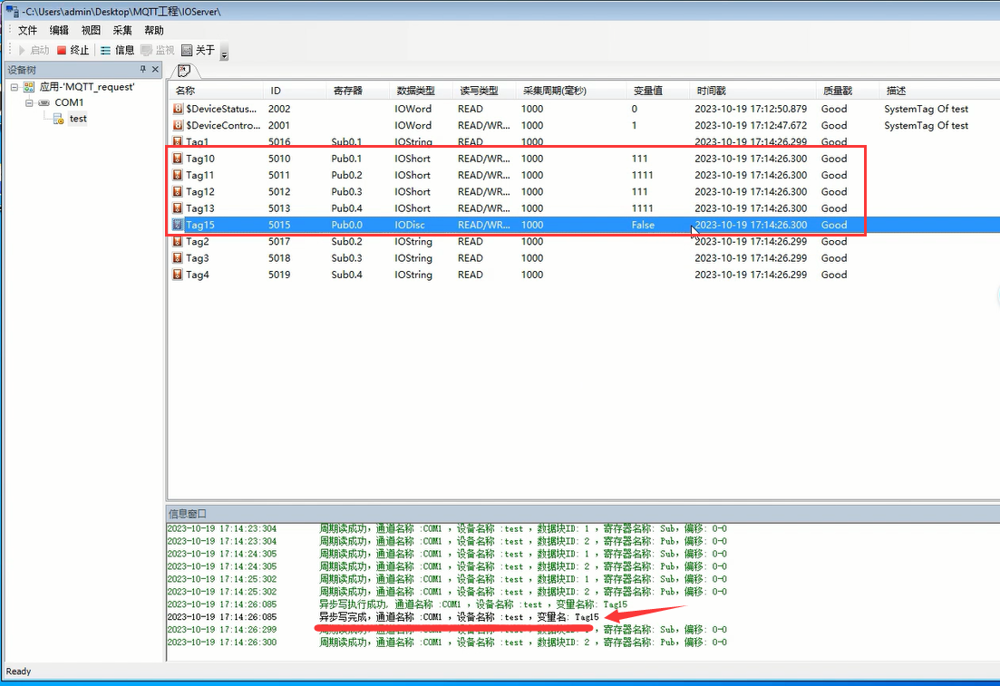 -C:\Users\admin\Desktop\MQTT工程\IOServer\
文件 编辑 视图 采集 帮助
启动 终止 信息 监视 关于
设备树
应用-'MQTT_request'
COM1
test
名称 ID 寄存器 数据类型 读写类型 采集周期(毫秒) 变量值 时间戳 质量戳 描述
$DeviceStatus... 2002 IOWord READ 1000 0 2023-10-19 17:12:50.879 Good SystemTag Of test
$DeviceContro... 2001 IOWord READ/WR... 1000 1 2023-10-19 17:12:47.672 Good SystemTag Of test
Tag1 5016 Sub0.1 IOString READ 1000 2023-10-19 17:14:26.299 Good
Tag10 5010 Pub0.1 IOShort READ/WR... 1000 111 2023-10-19 17:14:26.300 Good
Tag11 5011 Pub0.2 IOShort READ/WR... 1000 1111 2023-10-19 17:14:26.300 Good
Tag12 5012 Pub0.3 IOShort READ/WR... 1000 111 2023-10-19 17:14:26.300 Good
Tag13 5013 Pub0.4 IOShort READ/WR... 1000 1111 2023-10-19 17:14:26.300 Good
Tag15 5015 Pub0.0 IODisc READ/WR... 1000 False 2023-10-19 17:14:26.300 Good
Tag2 5017 Sub0.2 IOString READ 1000 2023-10-19 17:14:26.299 Good
Tag3 5018 Sub0.3 IOString READ 1000 2023-10-19 17:14:26.299 Good
Tag4 5019 Sub0.4 IOString READ 1000 2023-10-19 17:14:26.299 Good
信息窗口
2023-10-19 17:14:23:304 周期读成功，通道名称 :COM1 ，设备名称 :test ，数据块ID: 1 ，寄存器名称: Sub，偏移: 0-0
2023-10-19 17:14:23:304 周期读成功，通道名称 :COM1 ，设备名称 :test ，数据块ID: 2 ，寄存器名称: Pub，偏移: 0-0
2023-10-19 17:14:24:305 周期读成功，通道名称 :COM1 ，设备名称 :test ，数据块ID: 1 ，寄存器名称: Sub，偏移: 0-0
2023-10-19 17:14:24:305 周期读成功，通道名称 :COM1 ，设备名称 :test ，数据块ID: 2 ，寄存器名称: Pub，偏移: 0-0
2023-10-19 17:14:25:302 周期读成功，通道名称 :COM1 ，设备名称 :test ，数据块ID: 1 ，寄存器名称: Sub，偏移: 0-0
2023-10-19 17:14:25:302 周期读成功，通道名称 :COM1 ，设备名称 :test ，数据块ID: 2 ，寄存器名称: Pub，偏移: 0-0
2023-10-19 17:14:26:085 异步写执行成功，通道名称 :COM1 ，设备名称 :test ，变量名称: Tag15
2023-10-19 17:14:26:085 异步写完成，通道名称 :COM1 ，设备名称 :test ，变量名: Tag15
2023-10-19 17:14:26:299 周期读成功，通道名称 :COM1 ，设备名称 :test ，数据块ID: 1 ，寄存器名称: Sub，偏移: 0-0
2023-10-19 17:14:26:300 周期读成功，通道名称 :COM1 ，设备名称 :test ，数据块ID: 2 ，寄存器名称: Pub，偏移: 0-0
Ready